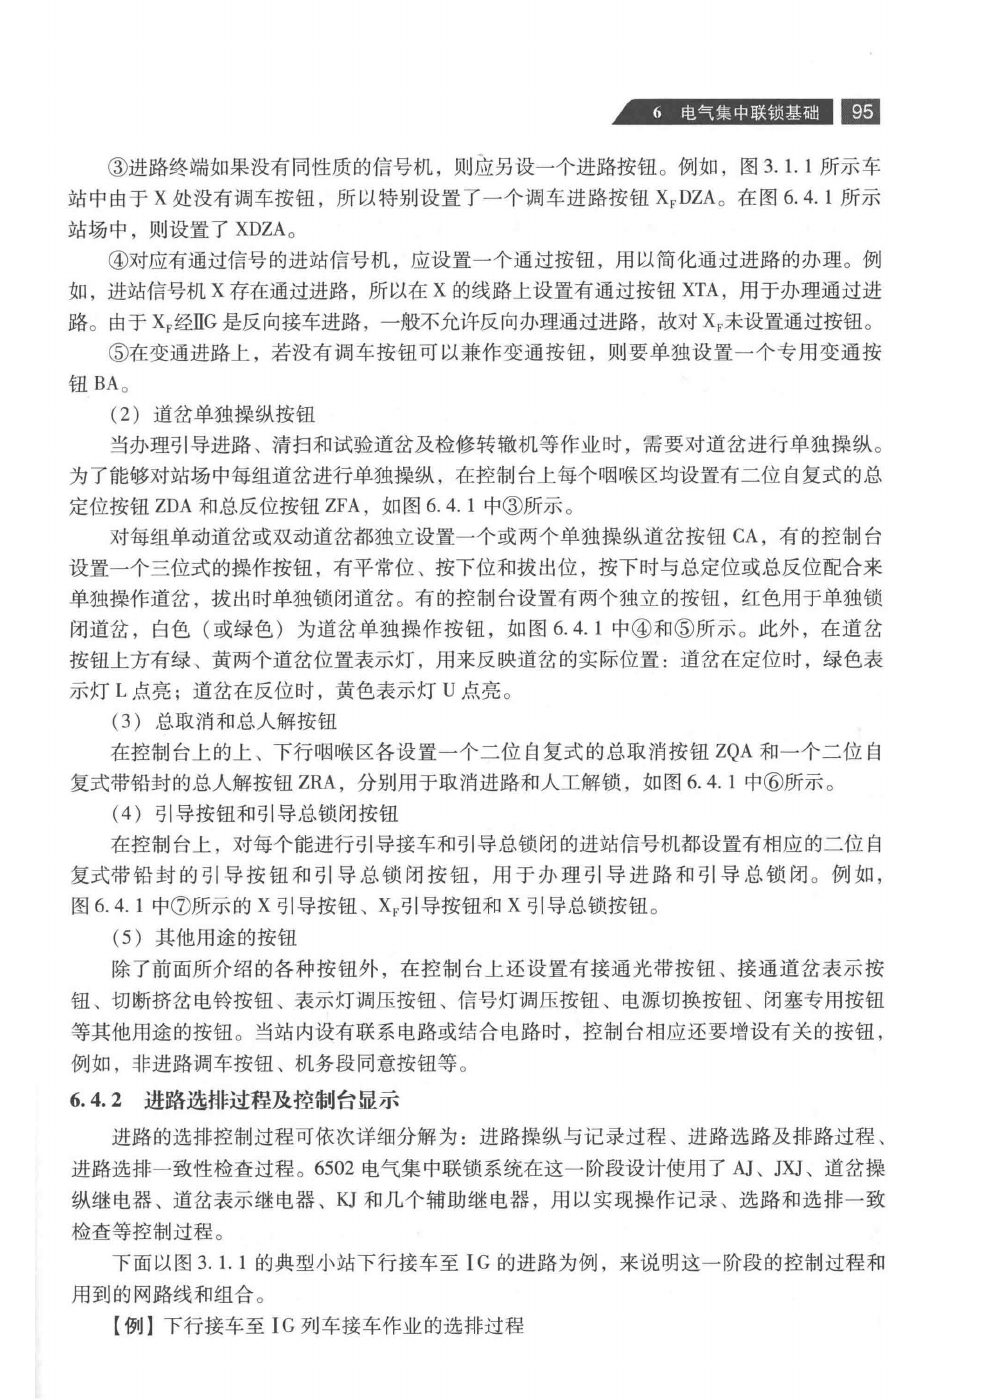 6 电气集中联锁基础 95
③进路终端如果没有同性质的信号机，则应另设一个进路按钮。例如，图 3.1.1 所示车
站中由于 X 处没有调车按钮，所以特别设置了一个调车进路按钮 X_FDZA。在图 6.4.1 所示
站场中，则设置了 XDZA。
④对应有通过信号的进站信号机，应设置一个通过按钮，用以简化通过进路的办理。例
如，进站信号机 X 存在通过进路，所以在 X 的线路上设置有通过按钮 XTA，用于办理通过进
路。由于 X_F经ⅡG 是反向接车进路，一般不允许反向办理通过进路，故对 X_F未设置通过按钮。
⑤在变通进路上，若没有调车按钮可以兼作变通按钮，则要单独设置一个专用变通按
钮 BA。
（2）道岔单独操纵按钮
当办理引导进路、清扫和试验道岔及检修转辙机等作业时，需要对道岔进行单独操纵。
为了能够对站场中每组道岔进行单独操纵，在控制台上每个咽喉区均设置有二位自复式的总
定位按钮 ZDA 和总反位按钮 ZFA，如图 6.4.1 中③所示。
对每组单动道岔或双动道岔都独立设置一个或两个单独操纵道岔按钮 CA，有的控制台
设置一个三位式的操作按钮，有平常位、按下位和拔出位，按下时与总定位或总反位配合来
单独操作道岔，拔出时单独锁闭道岔。有的控制台设置有两个独立的按钮，红色用于单独锁
闭道岔，白色（或绿色）为道岔单独操作按钮，如图 6.4.1 中④和⑤所示。此外，在道岔
按钮上方有绿、黄两个道岔位置表示灯，用来反映道岔的实际位置：道岔在定位时，绿色表
示灯 L 点亮；道岔在反位时，黄色表示灯 U 点亮。
（3）总取消和总人解按钮
在控制台上的上、下行咽喉区各设置一个二位自复式的总取消按钮 ZQA 和一个二位自
复式带铅封的总人解按钮 ZRA，分别用于取消进路和人工解锁，如图 6.4.1 中⑥所示。
（4）引导按钮和引导总锁闭按钮
在控制台上，对每个能进行引导接车和引导总锁闭的进站信号机都设置有相应的二位自
复式带铅封的引导按钮和引导总锁闭按钮，用于办理引导进路和引导总锁闭。例如，
图 6.4.1 中⑦所示的 X 引导按钮、X_F引导按钮和 X 引导总锁按钮。
（5）其他用途的按钮
除了前面所介绍的各种按钮外，在控制台上还设置有接通光带按钮、接通道岔表示按
钮、切断挤岔电铃按钮、表示灯调压按钮、信号灯调压按钮、电源切换按钮、闭塞专用按钮
等其他用途的按钮。当站内设有联系电路或结合电路时，控制台相应还要增设有关的按钮，
例如，非进路调车按钮、机务段同意按钮等。
6.4.2 进路选排过程及控制台显示
进路的选排控制过程可依次详细分解为：进路操纵与记录过程、进路选路及排路过程、
进路选排一致性检查过程。6502 电气集中联锁系统在这一阶段设计使用了 AJ、JXJ、道岔操
纵继电器、道岔表示继电器、KJ 和几个辅助继电器，用以实现操作记录、选路和选排一致
检查等控制过程。
下面以图 3.1.1 的典型小站下行接车至ⅠG 的进路为例，来说明这一阶段的控制过程和
用到的网路线和组合。
【例】下行接车至ⅠG 列车接车作业的选排过程